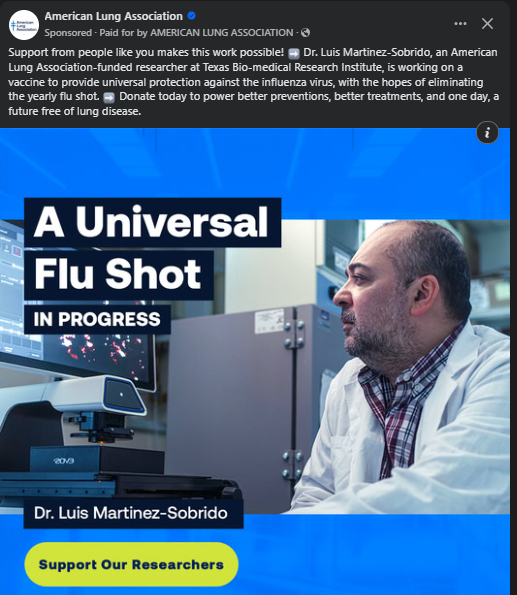 American Lung Association
Sponsored · Paid for by AMERICAN LUNG ASSOCIATION ·
Support from people like you makes this work possible! ➡️ Dr. Luis Martinez-Sobrido, an American
Lung Association-funded researcher at Texas Bio-medical Research Institute, is working on a
vaccine to provide universal protection against the influenza virus, with the hopes of eliminating
the yearly flu shot. ➡️ Donate today to power better preventions, better treatments, and one day, a
future free of lung disease.
A Universal
Flu Shot
IN PROGRESS
Dr. Luis Martinez-Sobrido
Support Our Researchers